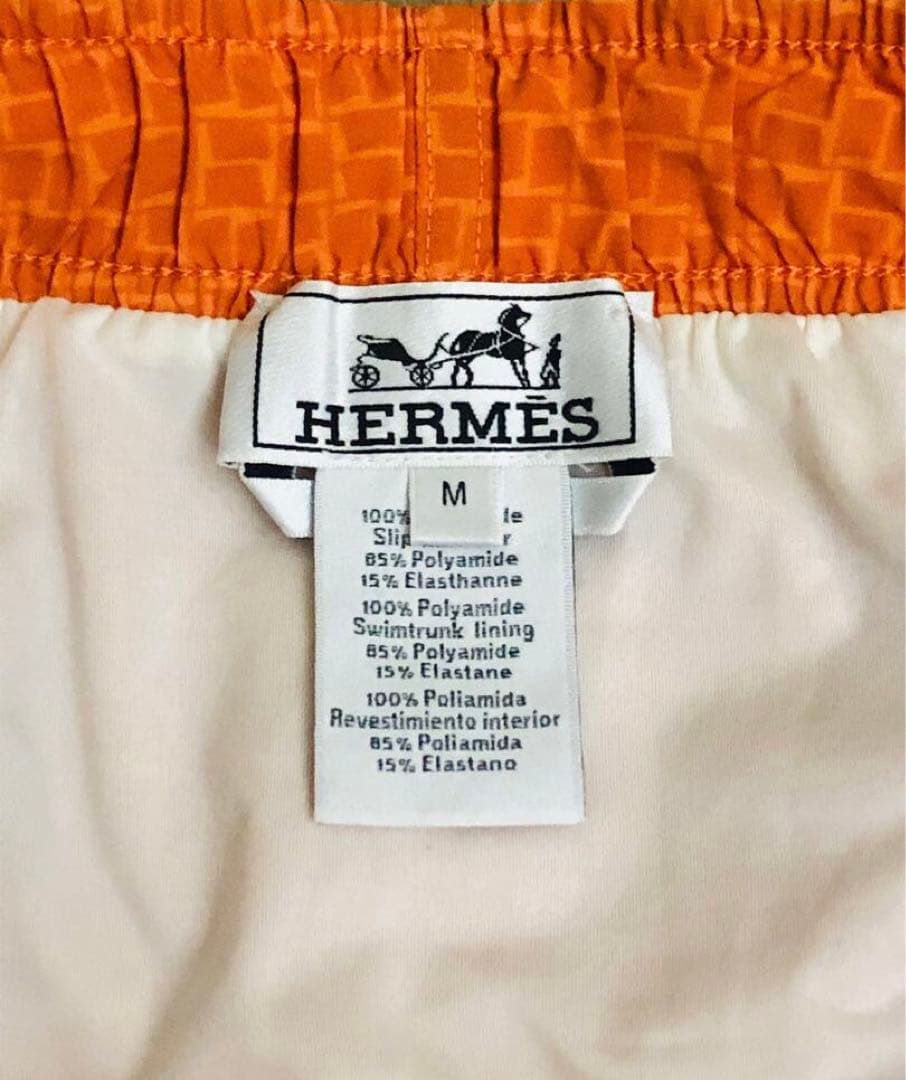 HERMÈS
M
100%
85% Polyamide
15% Elasthanne
100% Polyamide
Swimtrunk lining
85% Polyamide
15% Elastane
100% Poliamida
Revestimiento interior
85% Poliamida
15% Elastano